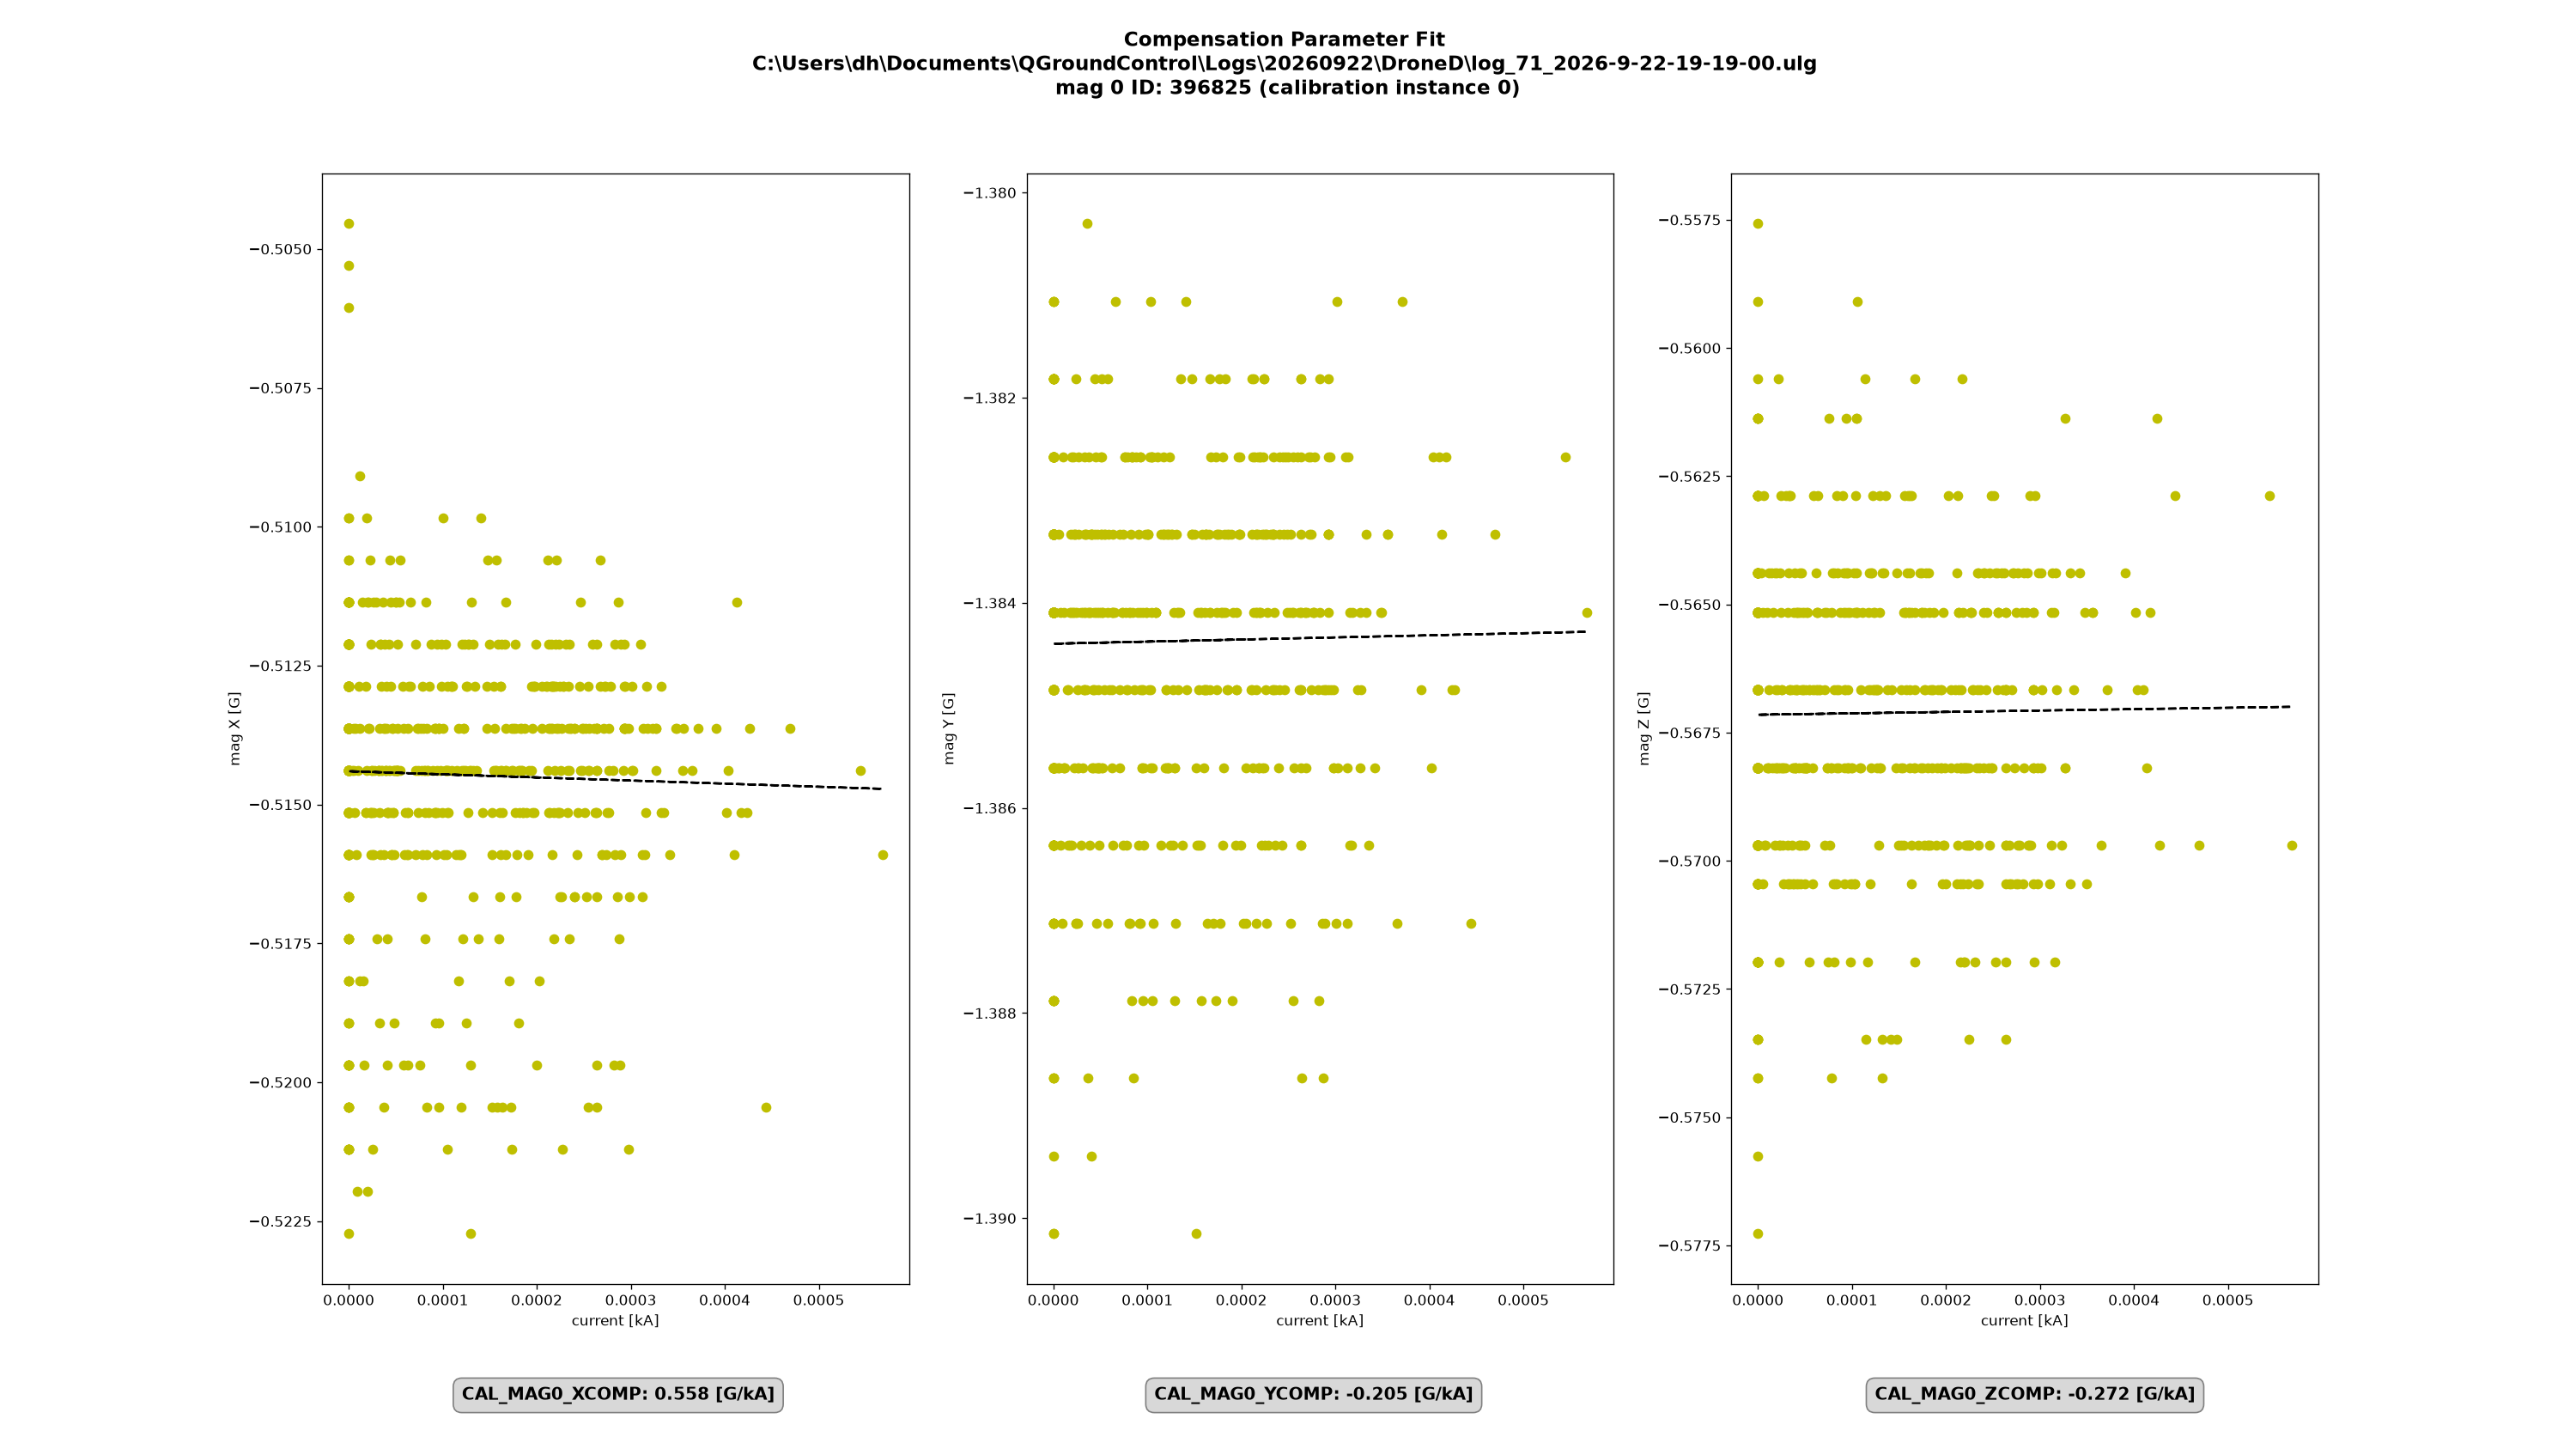 Compensation Parameter Fit
C:\Users\dh\Documents\QGroundControl\Logs\20260922\DroneD\log_71_2026-9-22-19-19-00.ulg
mag 0 ID: 396825 (calibration instance 0)
mag X [G]
−0.5050
−0.5075
−0.5100
−0.5125
−0.5150
−0.5175
−0.5200
−0.5225
0.0000 0.0001 0.0002 0.0003 0.0004 0.0005
current [kA]
CAL_MAG0_XCOMP: 0.558 [G/kA]
mag Y [G]
−1.380
−1.382
−1.384
−1.386
−1.388
−1.390
0.0000 0.0001 0.0002 0.0003 0.0004 0.0005
current [kA]
CAL_MAG0_YCOMP: -0.205 [G/kA]
mag Z [G]
−0.5575
−0.5600
−0.5625
−0.5650
−0.5675
−0.5700
−0.5725
−0.5750
−0.5775
0.0000 0.0001 0.0002 0.0003 0.0004 0.0005
current [kA]
CAL_MAG0_ZCOMP: -0.272 [G/kA]